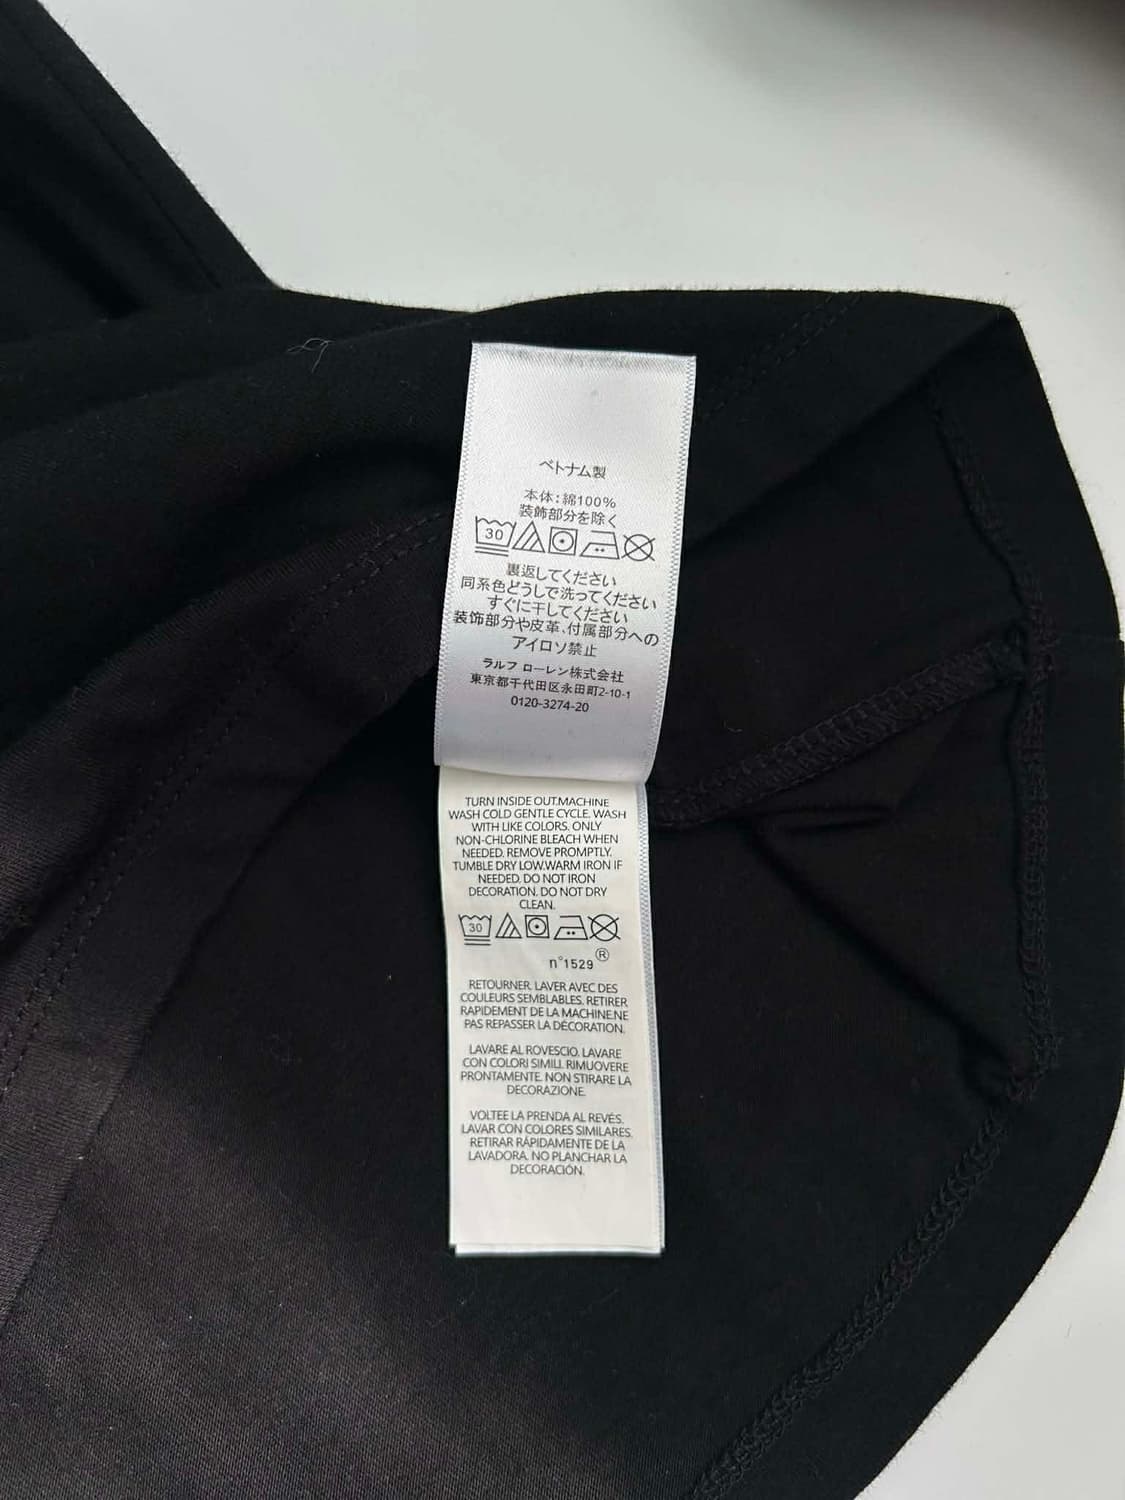 ベトナム製
本体:綿100%
装飾部分を除く
30
裏返してください
同系色どうしで洗ってください
すぐに干してください
装飾部分や皮革、付属部分への
アイロン禁止
ラルフ ローレン株式会社
東京都千代田区永田町2-10-1
0120-3274-20
TURN INSIDE OUT.MACHINE
WASH COLD GENTLE CYCLE. WASH
WITH LIKE COLORS. ONLY
NON-CHLORINE BLEACH WHEN
NEEDED. REMOVE PROMPTLY.
TUMBLE DRY LOW.WARM IRON IF
NEEDED. DO NOT IRON
DECORATION. DO NOT DRY
CLEAN.
30
n°1529®
RETOURNER. LAVER AVEC DES
COULEURS SEMBLABLES. RETIRER
RAPIDEMENT DE LA MACHINE.NE
PAS REPASSER LA DÉCORATION.
LAVARE AL ROVESCIO. LAVARE
CON COLORI SIMILI. RIMUOVERE
PRONTAMENTE. NON STIRARE LA
DECORAZIONE.
VOLTEE LA PRENDA AL REVÉS.
LAVAR CON COLORES SIMILARES.
RETIRAR RÁPIDAMENTE DE LA
LAVADORA. NO PLANCHAR LA
DECORACIÓN.